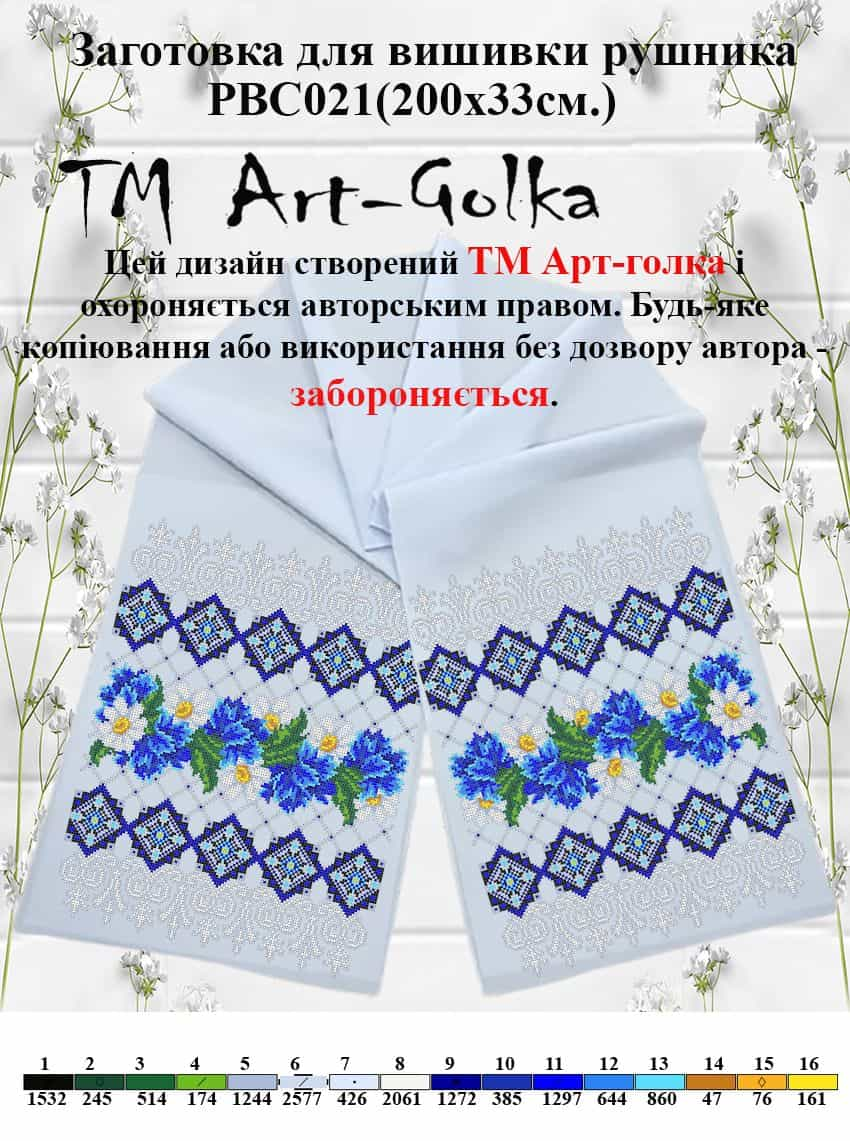 Заготовка для вишивки рушника
РВС021(200х33см.)
TM Art-Golka
Цей дизайн створений ТМ Арт-голка і
охороняється авторським правом. Будь-яке
копіювання або використання без дозвору автора -
забороняється.
1 2 3 4 5 6 7 8 9 10 11 12 13 14 15 16
1532 245 514 174 1244 2577 426 2061 1272 385 1297 644 860 47 76 161